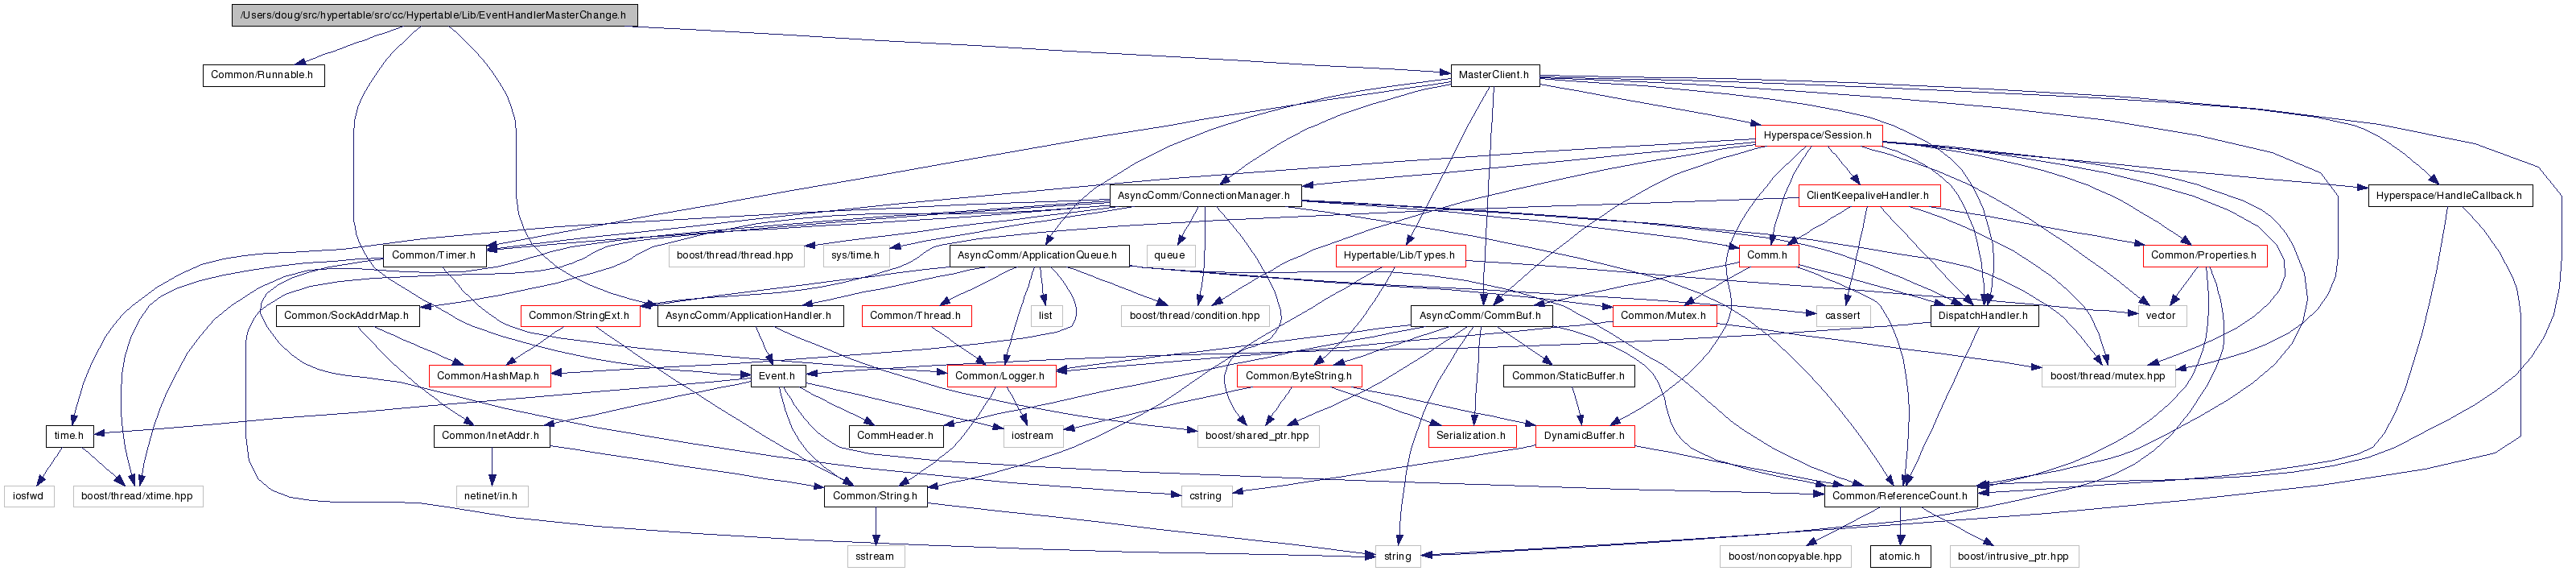 /Users/doug/src/hypertable/src/cc/Hypertable/Lib/EventHandlerMasterChange.h
Common/Runnable.h
MasterClient.h
Hyperspace/Session.h
AsyncComm/ConnectionManager.h
ClientKeepaliveHandler.h
Hyperspace/HandleCallback.h
Common/Timer.h
boost/thread/thread.hpp
sys/time.h
AsyncComm/ApplicationQueue.h
queue
Hypertable/Lib/Types.h
Comm.h
Common/Properties.h
Common/SockAddrMap.h
Common/StringExt.h
AsyncComm/ApplicationHandler.h
Common/Thread.h
list
boost/thread/condition.hpp
AsyncComm/CommBuf.h
Common/Mutex.h
cassert
DispatchHandler.h
vector
Common/HashMap.h
Event.h
Common/Logger.h
Common/ByteString.h
Common/StaticBuffer.h
boost/thread/mutex.hpp
time.h
Common/InetAddr.h
CommHeader.h
iostream
boost/shared_ptr.hpp
Serialization.h
DynamicBuffer.h
iosfwd
boost/thread/xtime.hpp
netinet/in.h
Common/String.h
cstring
Common/ReferenceCount.h
sstream
string
boost/noncopyable.hpp
atomic.h
boost/intrusive_ptr.hpp